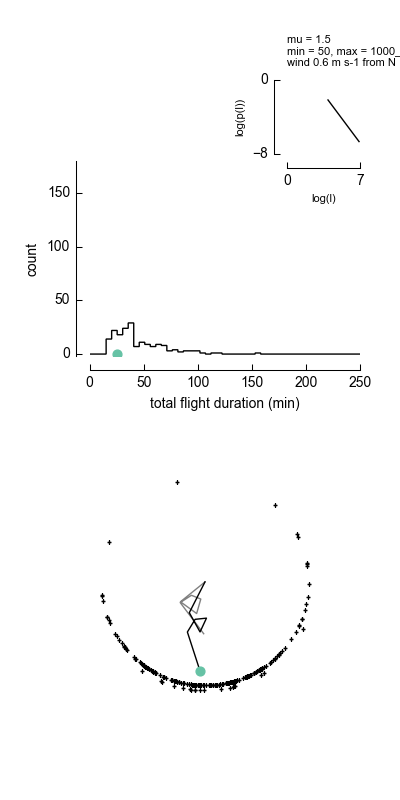 mu = 1.5
min = 50, max = 1000_
wind 0.6 m s-1 from N
0
log(p(l))
−8
0
7
log(l)
150
count
100
50
0
0
50
100
150
200
250
total flight duration (min)